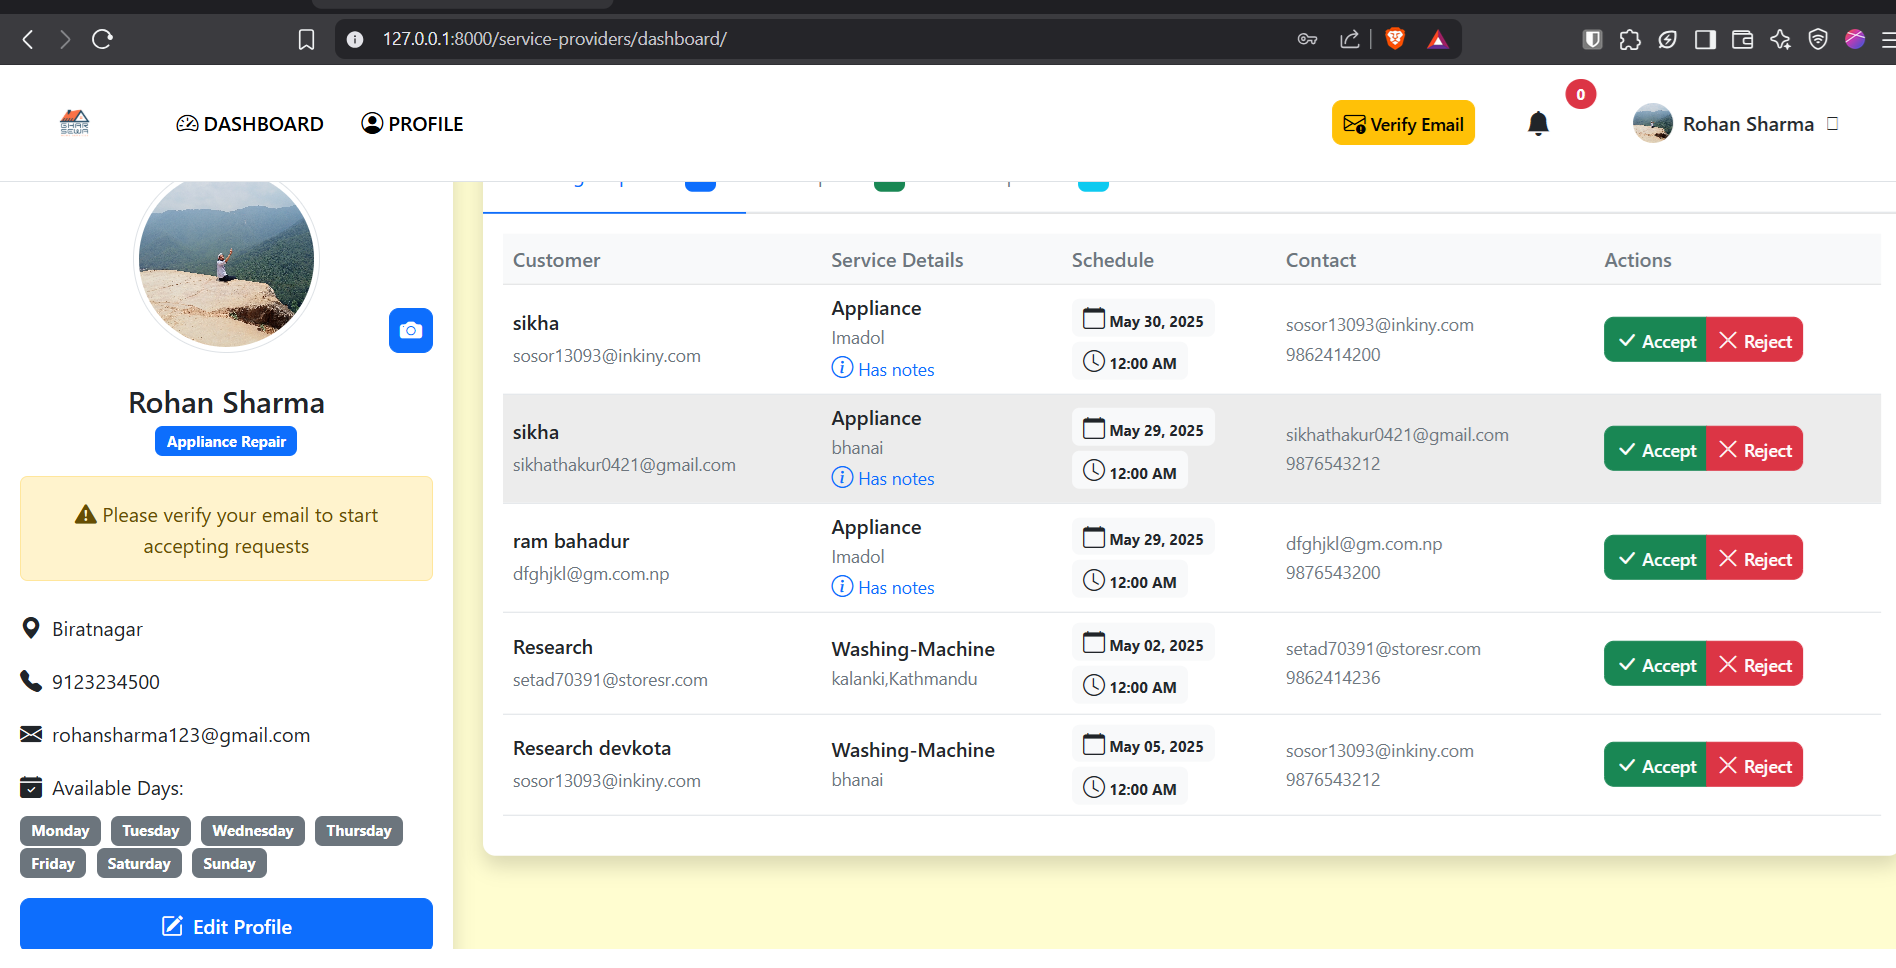 127.0.0.1:8000/service-providers/dashboard/
GHAR
SEWA
DASHBOARD
PROFILE
Verify Email
0
Rohan Sharma
Rohan Sharma
Appliance Repair
Please verify your email to start
accepting requests
Biratnagar
9123234500
rohansharma123@gmail.com
Available Days:
Monday Tuesday Wednesday Thursday
Friday Saturday Sunday
Edit Profile
Customer Service Details Schedule Contact Actions
sikha
sosor13093@inkiny.com
Appliance
Imadol
Has notes
May 30, 2025
12:00 AM
sosor13093@inkiny.com
9862414200
Accept Reject
sikha
sikhathakur0421@gmail.com
Appliance
bhanai
Has notes
May 29, 2025
12:00 AM
sikhathakur0421@gmail.com
9876543212
Accept Reject
ram bahadur
dfghjkl@gm.com.np
Appliance
Imadol
Has notes
May 29, 2025
12:00 AM
dfghjkl@gm.com.np
9876543200
Accept Reject
Research
setad70391@storesr.com
Washing-Machine
kalanki,Kathmandu
May 02, 2025
12:00 AM
setad70391@storesr.com
9862414236
Accept Reject
Research devkota
sosor13093@inkiny.com
Washing-Machine
bhanai
May 05, 2025
12:00 AM
sosor13093@inkiny.com
9876543212
Accept Reject